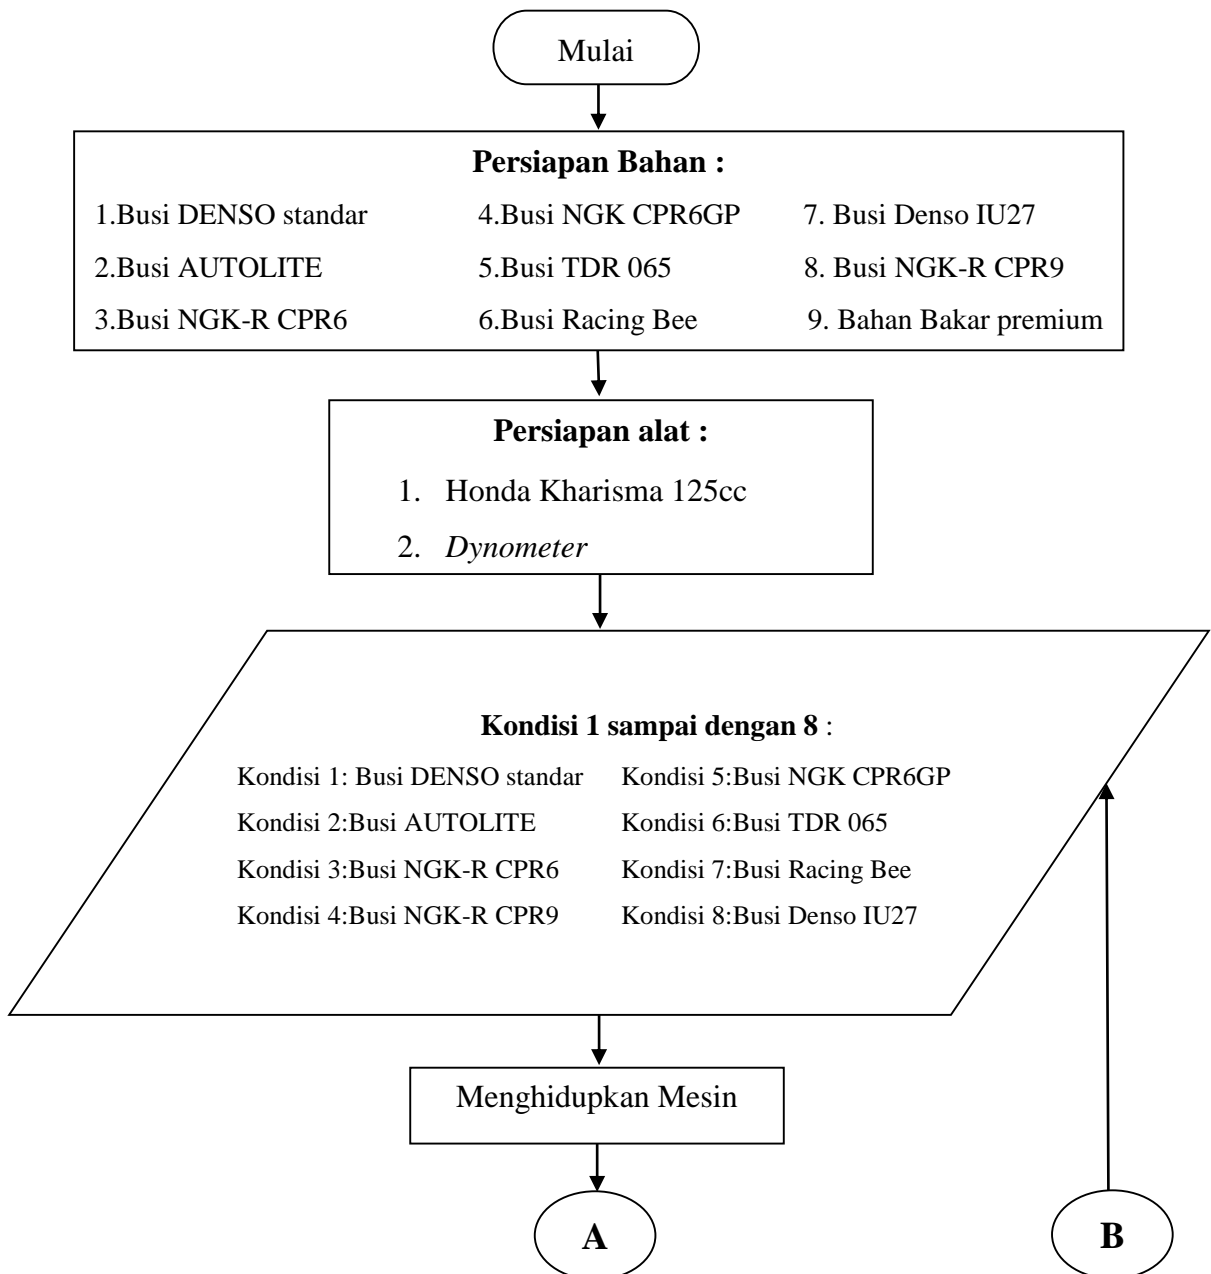 Mulai
Persiapan Bahan :
1.Busi DENSO standar 4.Busi NGK CPR6GP 7. Busi Denso IU27
2.Busi AUTOLITE 5.Busi TDR 065 8. Busi NGK-R CPR9
3.Busi NGK-R CPR6 6.Busi Racing Bee 9. Bahan Bakar premium
Persiapan alat :
1. Honda Kharisma 125cc
2. Dynometer
Kondisi 1 sampai dengan 8 :
Kondisi 1: Busi DENSO standar Kondisi 5:Busi NGK CPR6GP
Kondisi 2:Busi AUTOLITE Kondisi 6:Busi TDR 065
Kondisi 3:Busi NGK-R CPR6 Kondisi 7:Busi Racing Bee
Kondisi 4:Busi NGK-R CPR9 Kondisi 8:Busi Denso IU27
Menghidupkan Mesin
A B